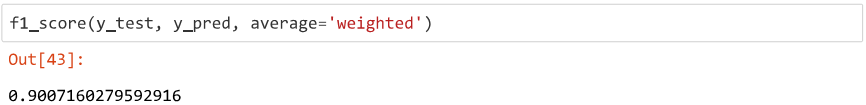 f1_score(y_test, y_pred, average='weighted')
Out[43]:
0.9007160279592916